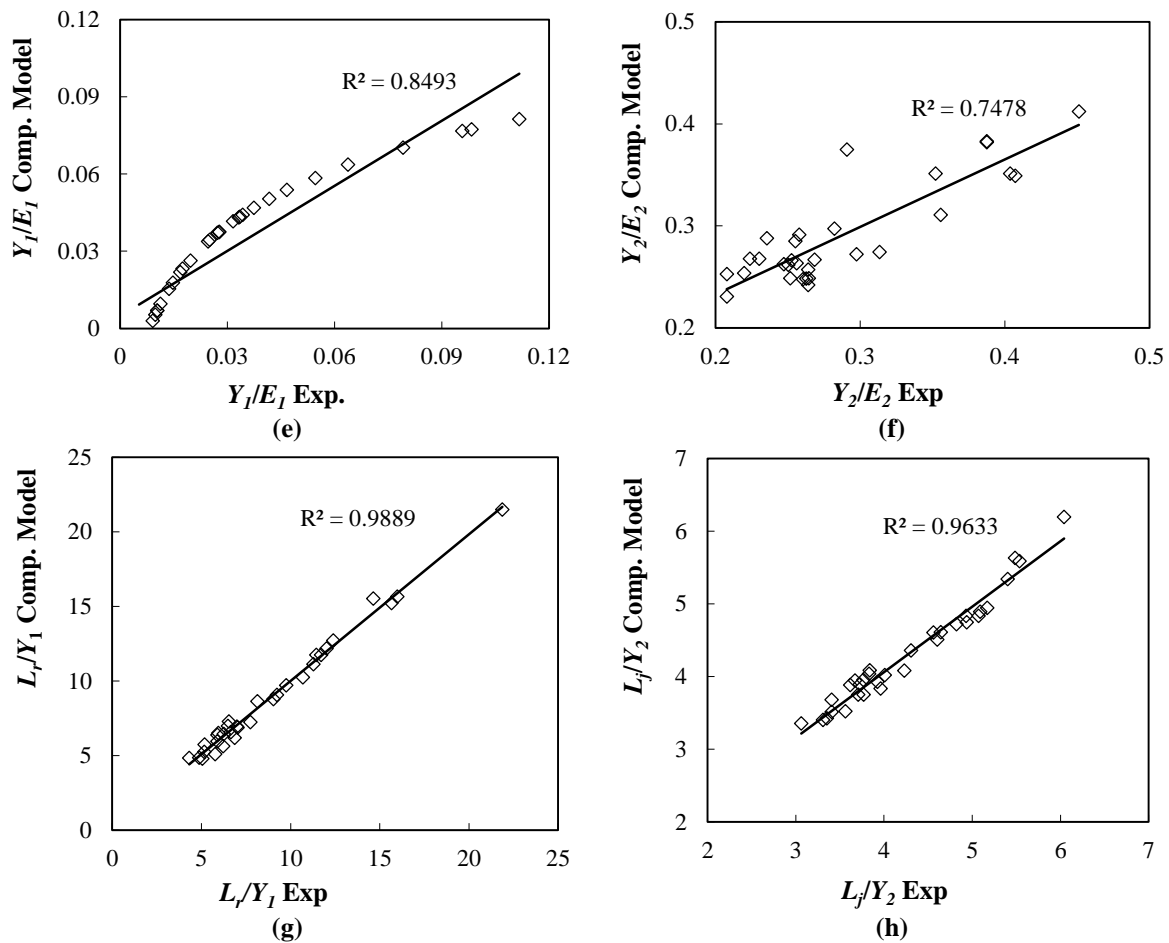 0.12
0.09
0.06
0.03
0
0
0.03
0.06
0.09
0.12
R² = 0.8493
Y1/E1 Comp. Model
Y1/E1 Exp.
(e)
0.5
0.4
0.3
0.2
0.2
0.3
0.4
0.5
R² = 0.7478
Y2/E2 Comp. Model
Y2/E2 Exp
(f)
25
20
15
10
5
0
0
5
10
15
20
25
R² = 0.9889
Lr/Y1 Comp. Model
Lr/Y1 Exp
(g)
7
6
5
4
3
2
2
3
4
5
6
7
R² = 0.9633
Lj/Y2 Comp. Model
Lj/Y2 Exp
(h)